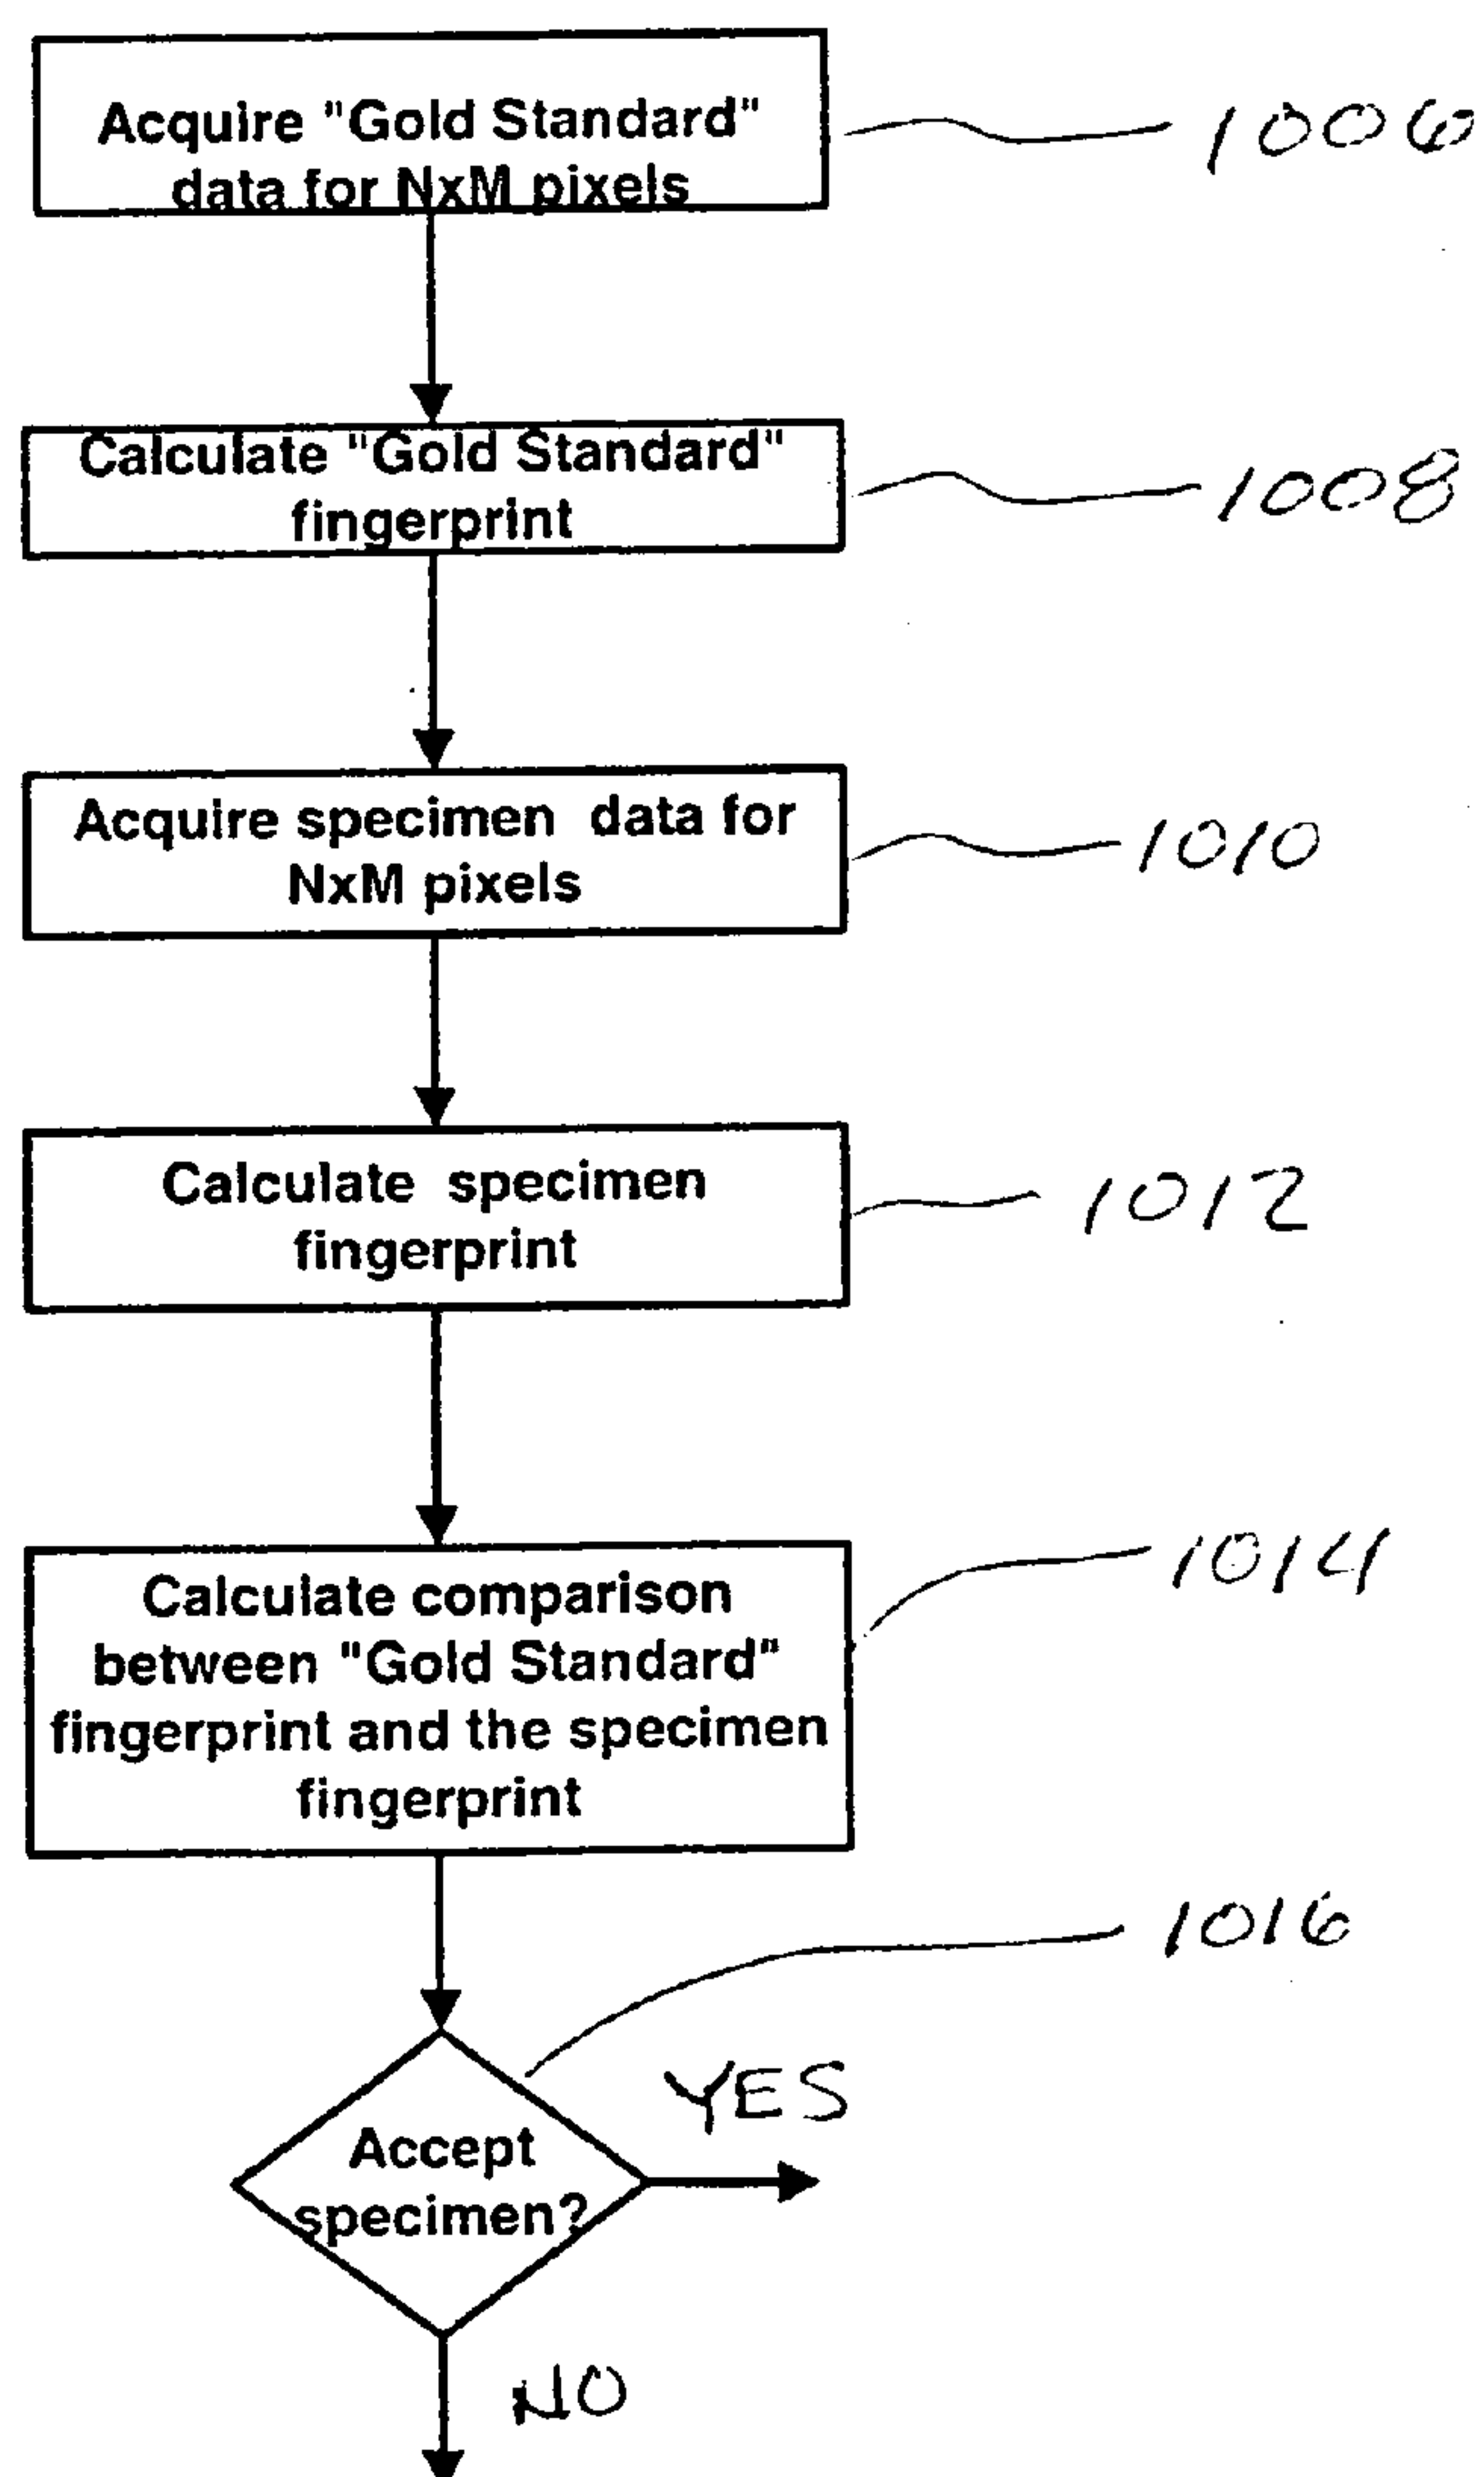 Acquire "Gold Standard"
data for NxM pixels
1006
Calculate "Gold Standard"
fingerprint
1008
Acquire specimen data for
NxM pixels
1010
Calculate specimen
fingerprint
1012
Calculate comparison
between "Gold Standard"
fingerprint and the specimen
fingerprint
1014
1016
YES
Accept
specimen?
NO